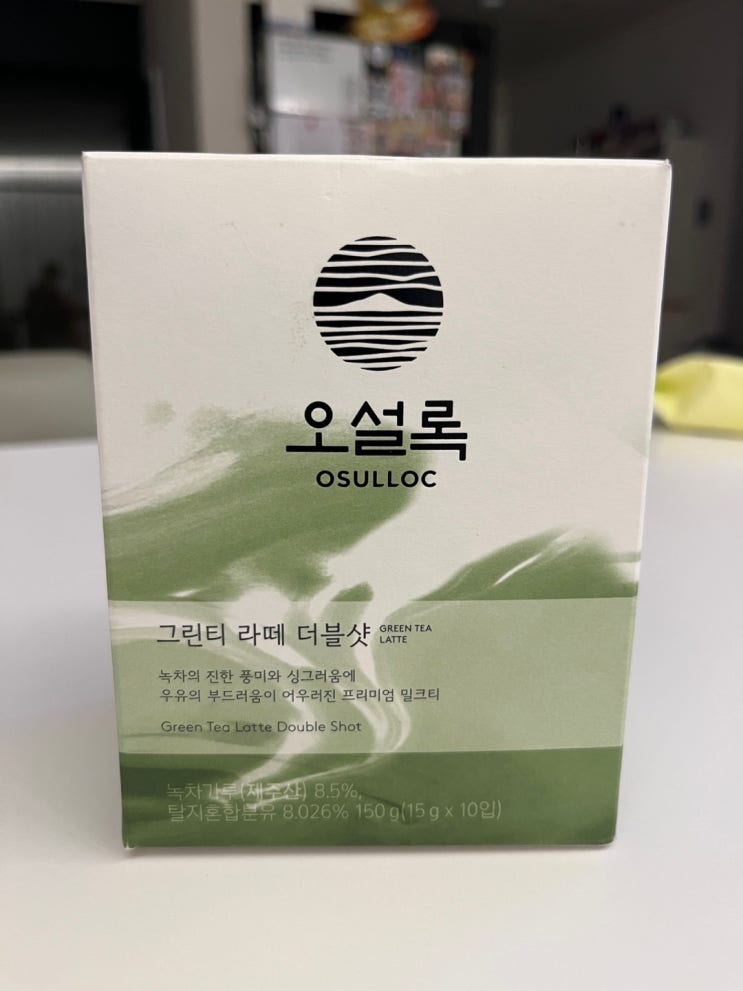 오설록
OSULLOC
그린티 라떼 더블샷 GREEN TEA
LATTE
녹차의 진한 풍미와 싱그러움에
우유의 부드러움이 어우러진 프리미엄 밀크티
Green Tea Latte Double Shot
녹차가루(제주산) 8.5%,
탈지혼합분유 8.026% 150 g(15 g x 10입)